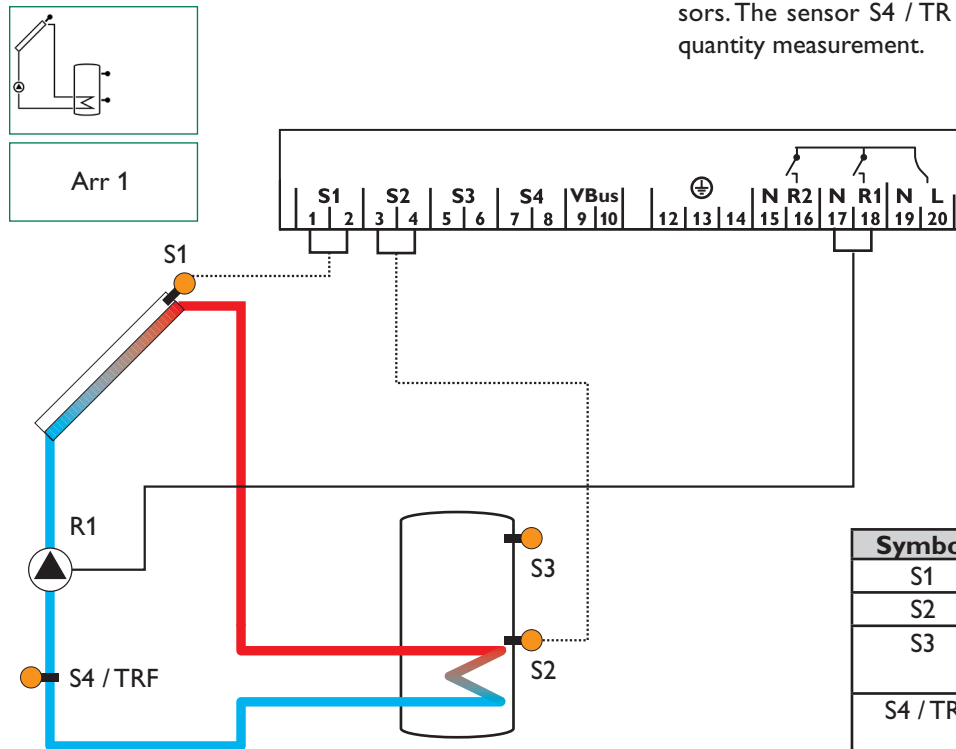 sors. The sensor S4 / TR
quantity measurement.
Arr 1
S1 S2 S3 S4 VBus N R2 N R1 N L
1 2 3 4 5 6 7 8 9 10 12 13 14 15 16 17 18 19 20
S1
R1
S3
S2
S4 / TRF
Symbo
S1
S2
S3
S4 / TR